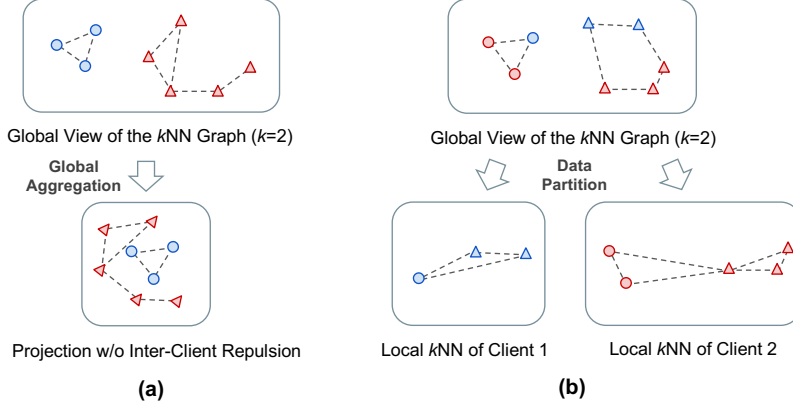 Global View of the kNN Graph (k=2)
Global
Aggregation
Projection w/o Inter-Client Repulsion
(a)
Global View of the kNN Graph (k=2)
Data
Partition
Local kNN of Client 1
Local kNN of Client 2
(b)